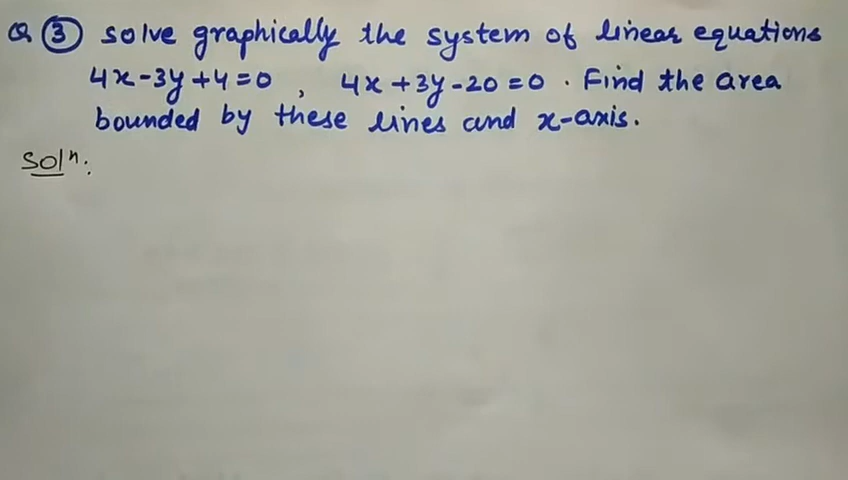 Q ③ solve graphically the system of linear equations
4x-3y+4=0 , 4x+3y-20=0 . Find the area
bounded by these lines and x-axis.
Solⁿ: